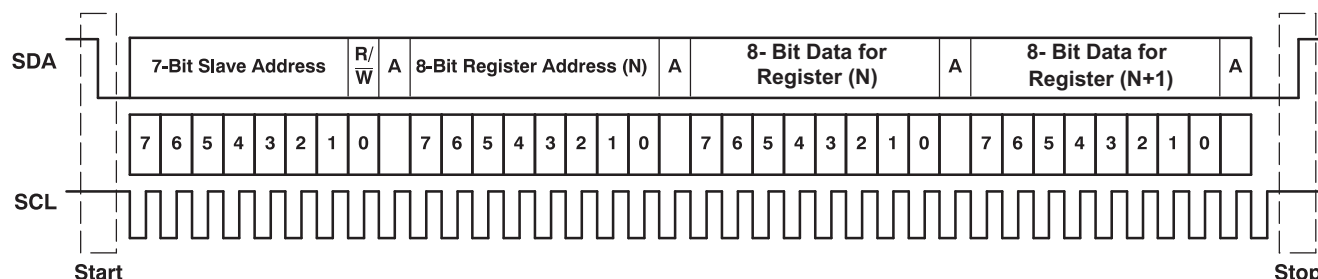 SDA
7-Bit Slave Address
R/
W
A
8-Bit Register Address (N)
A
8- Bit Data for
Register (N)
A
8- Bit Data for
Register (N+1)
A
7 6 5 4 3 2 1 0 7 6 5 4 3 2 1 0 7 6 5 4 3 2 1 0 7 6 5 4 3 2 1 0
SCL
Start
Stop